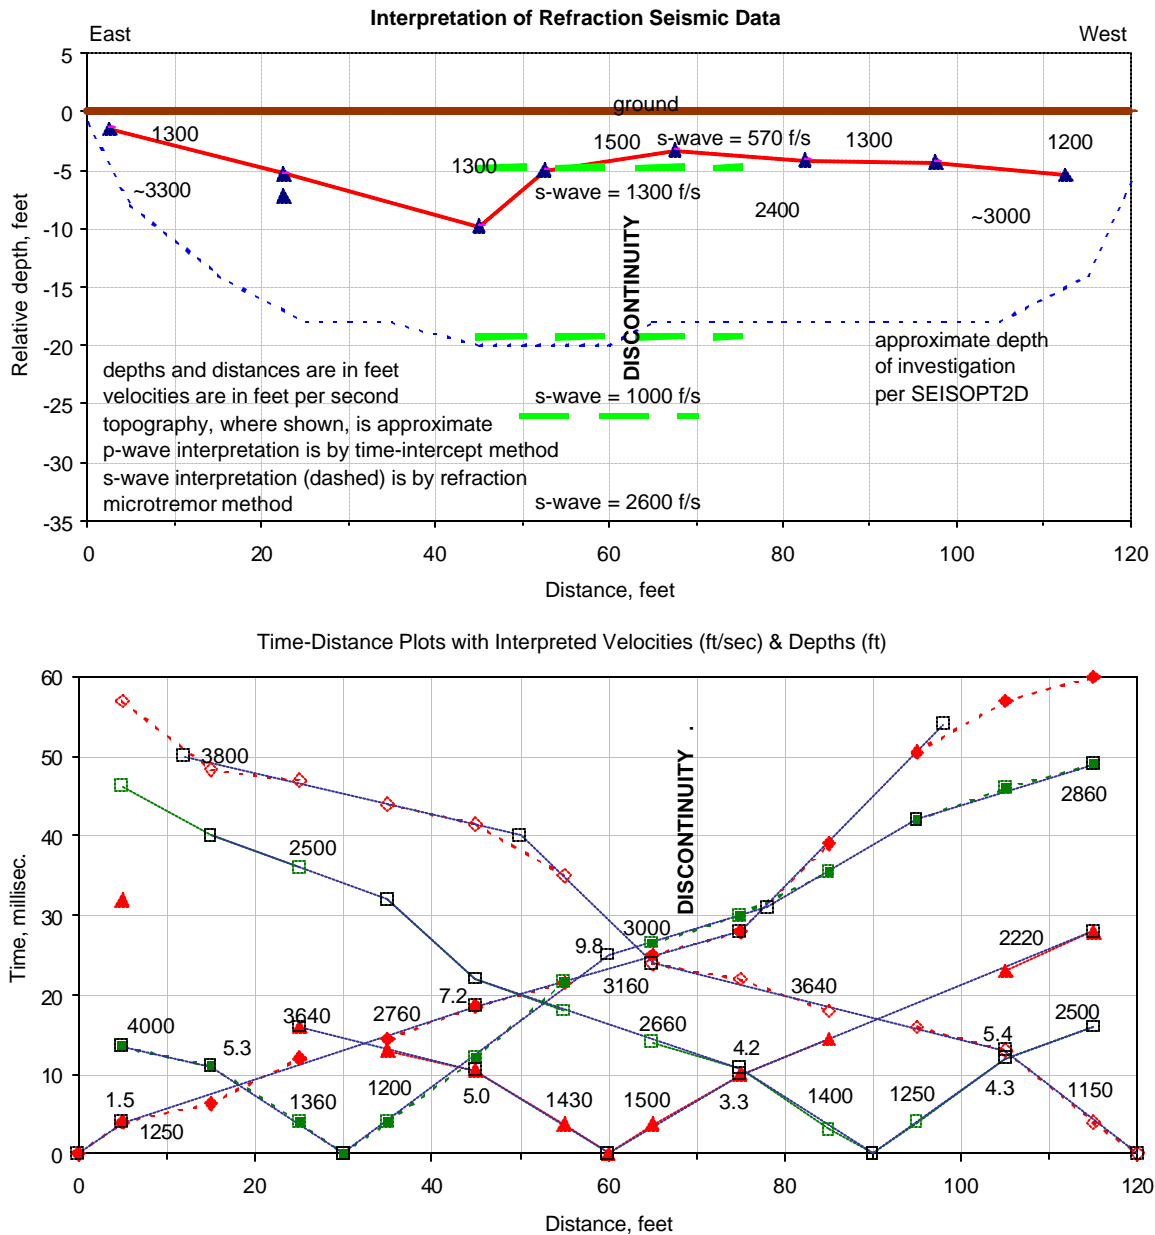 Interpretation of Refraction Seismic Data
East
West
5
0
-5
-10
-15
-20
-25
-30
-35
Relative depth, feet
ground
1300
1500
s-wave = 570 f/s
1300
1200
1300
~3300
s-wave = 1300 f/s
2400
~3000
DISCONTINUITY
approximate depth
of investigation
per SEISOPT2D
depths and distances are in feet
velocities are in feet per second
topography, where shown, is approximate
p-wave interpretation is by time-intercept method
s-wave interpretation (dashed) is by refraction
microtremor method
s-wave = 1000 f/s
s-wave = 2600 f/s
0
20
40
60
80
100
120
Distance, feet
Time-Distance Plots with Interpreted Velocities (ft/sec) & Depths (ft)
60
50
40
30
20
10
0
Time, millisec.
DISCONTINUITY .
3800
2860
2500
9.8
3000
2220
7.2
3160
3640
3640
2760
2500
4000
2660
5.4
5.3
4.2
1.5
1360
1200
5.0
1430
1500
3.3
1400
1250
4.3
1150
1250
0
20
40
60
80
100
120
Distance, feet